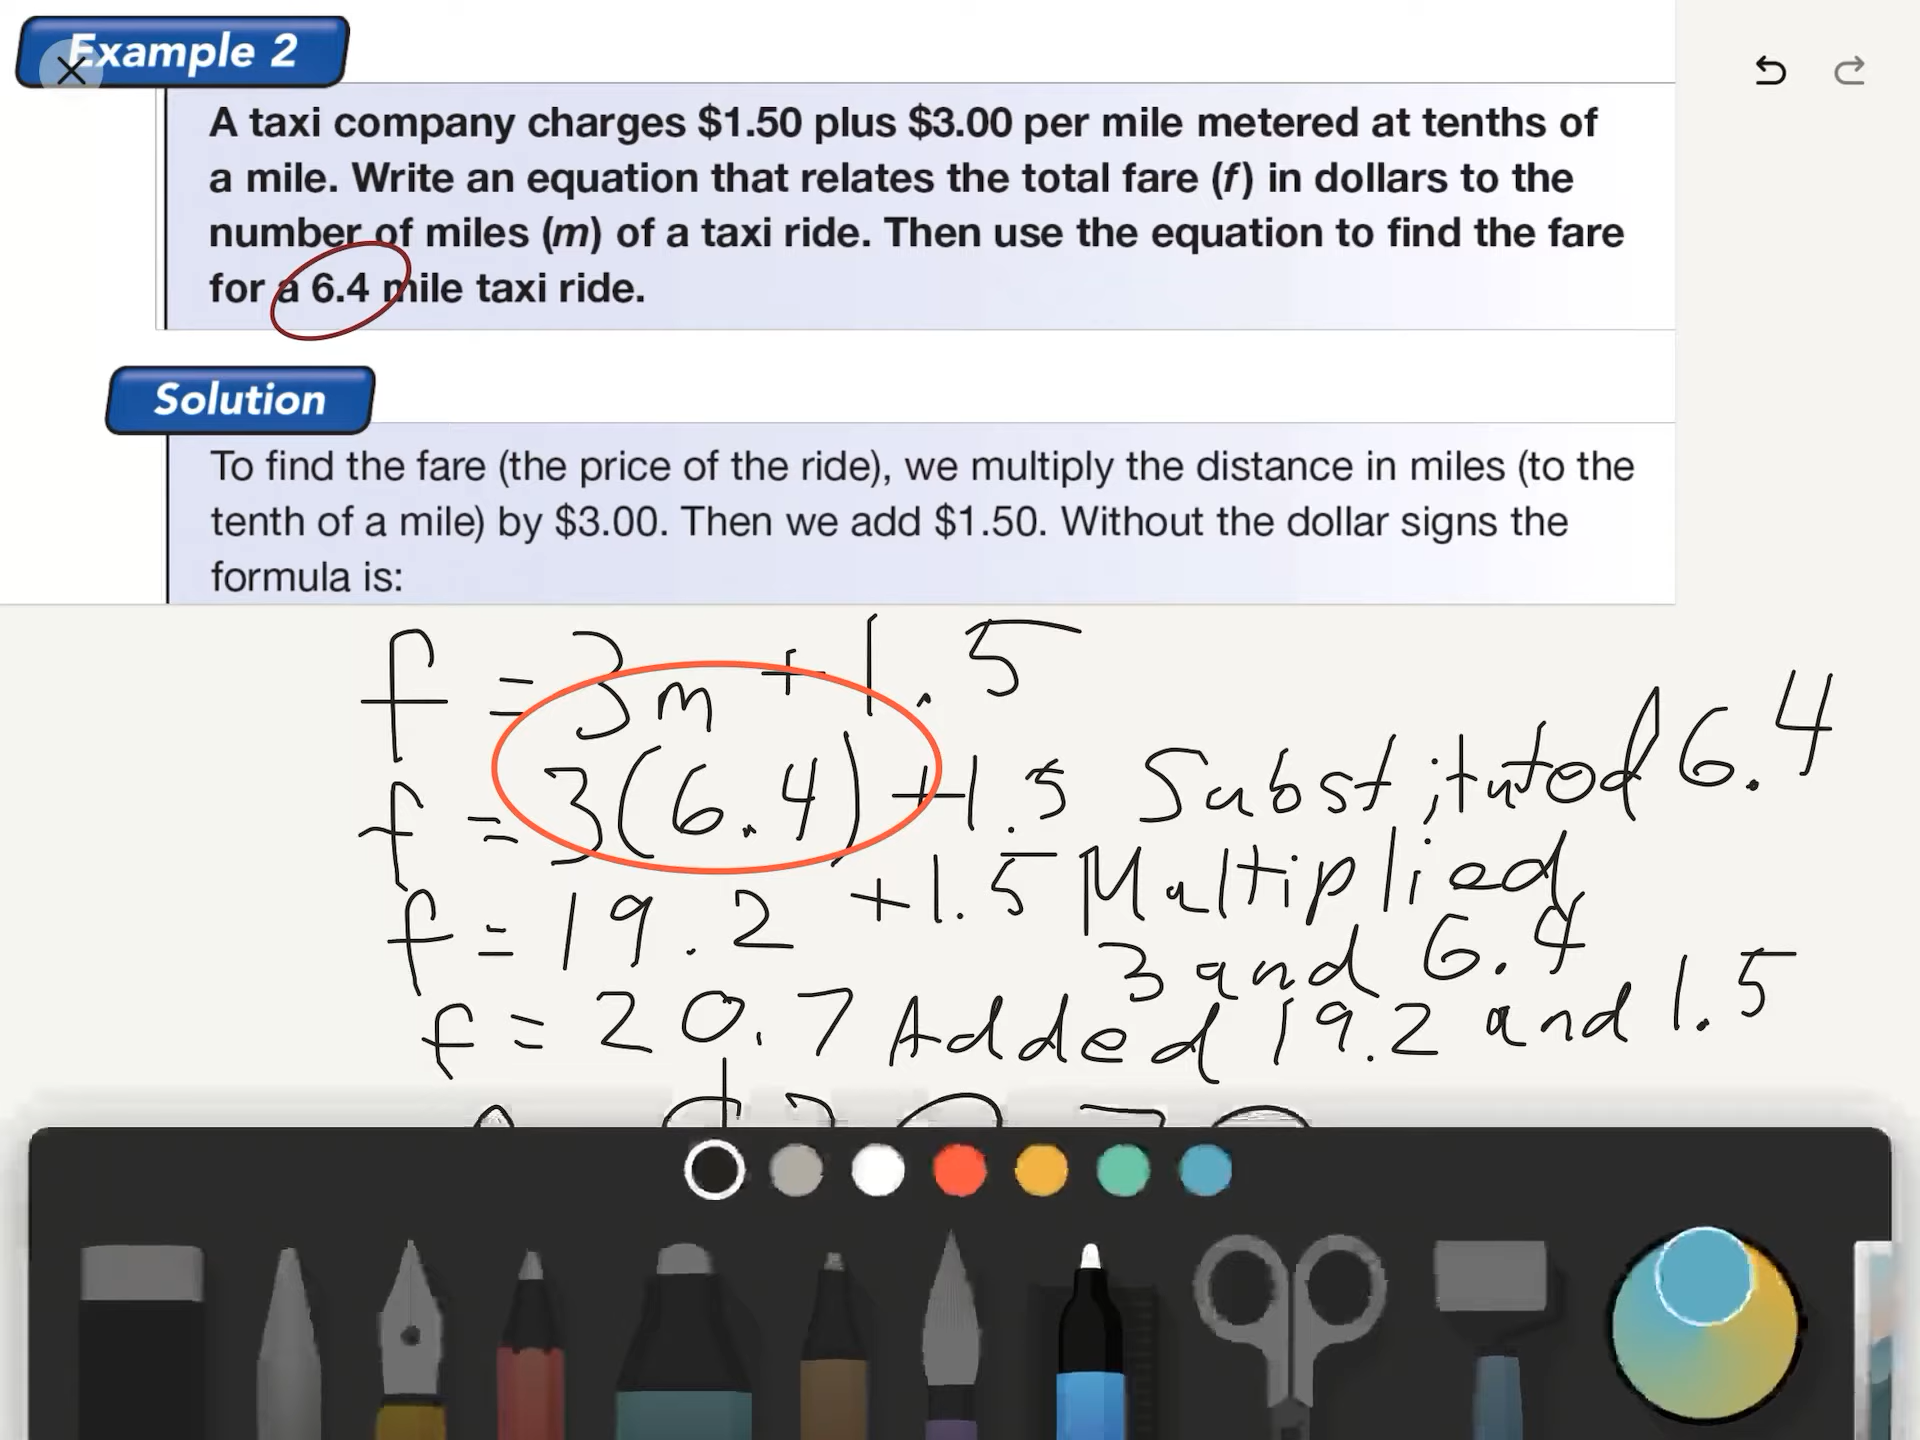 Example 2
A taxi company charges $1.50 plus $3.00 per mile metered at tenths of
a mile. Write an equation that relates the total fare (f) in dollars to the
number of miles (m) of a taxi ride. Then use the equation to find the fare
for a 6.4 mile taxi ride.
Solution
To find the fare (the price of the ride), we multiply the distance in miles (to the
tenth of a mile) by $3.00. Then we add $1.50. Without the dollar signs the
formula is:
f = 3m + 1.5
f = 3(6.4) +1.5 Substitutod 6.4
f = 19.2 +1.5 Multiplied
3 and 6.4
f = 20.7 Added 19.2 and 1.5